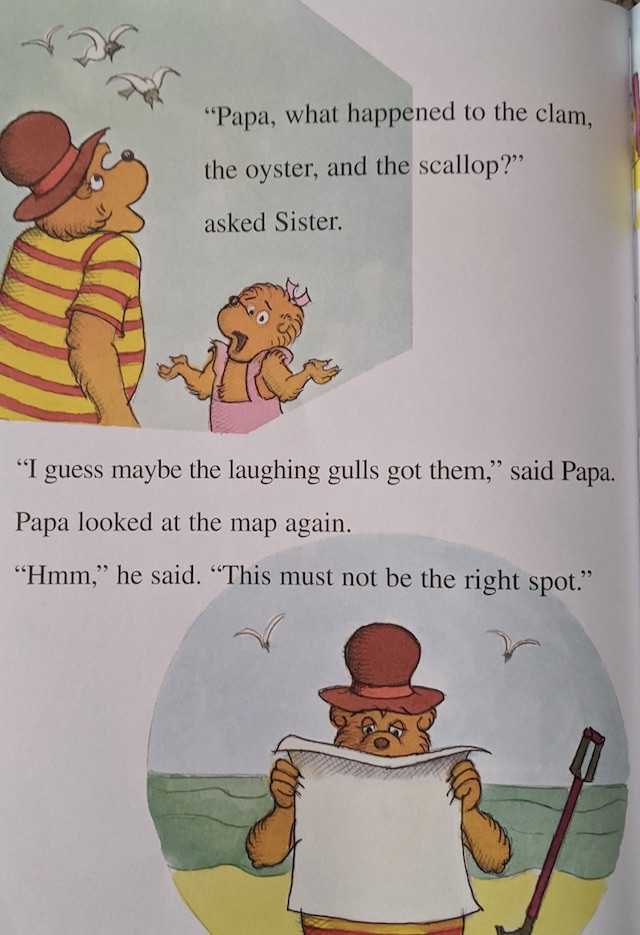 “Papa, what happened to the clam,
the oyster, and the scallop?”
asked Sister.
“I guess maybe the laughing gulls got them,” said Papa.
Papa looked at the map again.
“Hmm,” he said. “This must not be the right spot.”